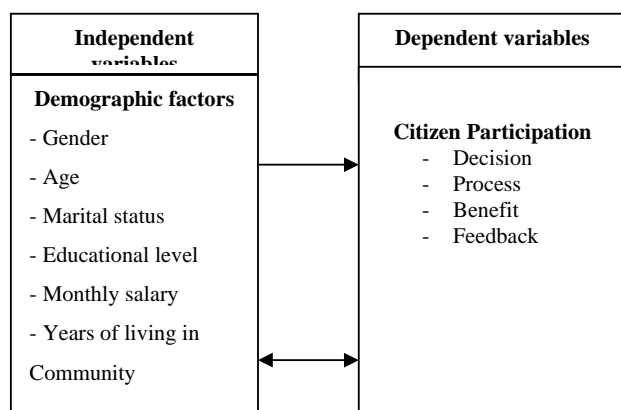 Independent
variables
Demographic factors
- Gender
- Age
- Marital status
- Educational level
- Monthly salary
- Years of living in
Community
Dependent variables
Citizen Participation
- Decision
- Process
- Benefit
- Feedback